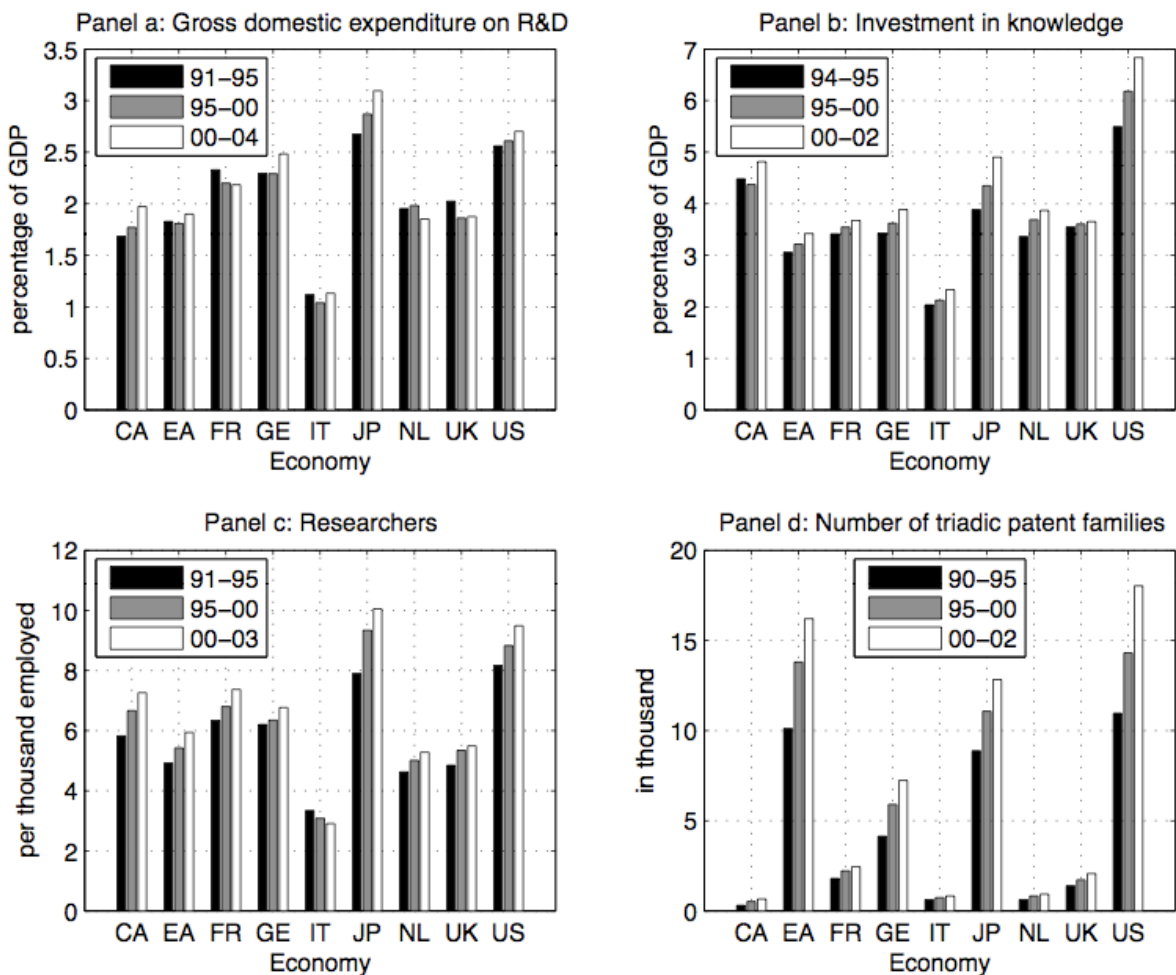 Panel a: Gross domestic expenditure on R&D
3.5
3
2.5
2
1.5
1
0.5
0
percentage of GDP
91-95
95-00
00-04
CA EA FR GE IT JP NL UK US
Economy
Panel b: Investment in knowledge
7
6
5
4
3
2
1
0
percentage of GDP
94-95
95-00
00-02
CA EA FR GE IT JP NL UK US
Economy
Panel c: Researchers
12
10
8
6
4
2
0
per thousand employed
91-95
95-00
00-03
CA EA FR GE IT JP NL UK US
Economy
Panel d: Number of triadic patent families
20
15
10
5
0
in thousand
90-95
95-00
00-02
CA EA FR GE IT JP NL UK US
Economy